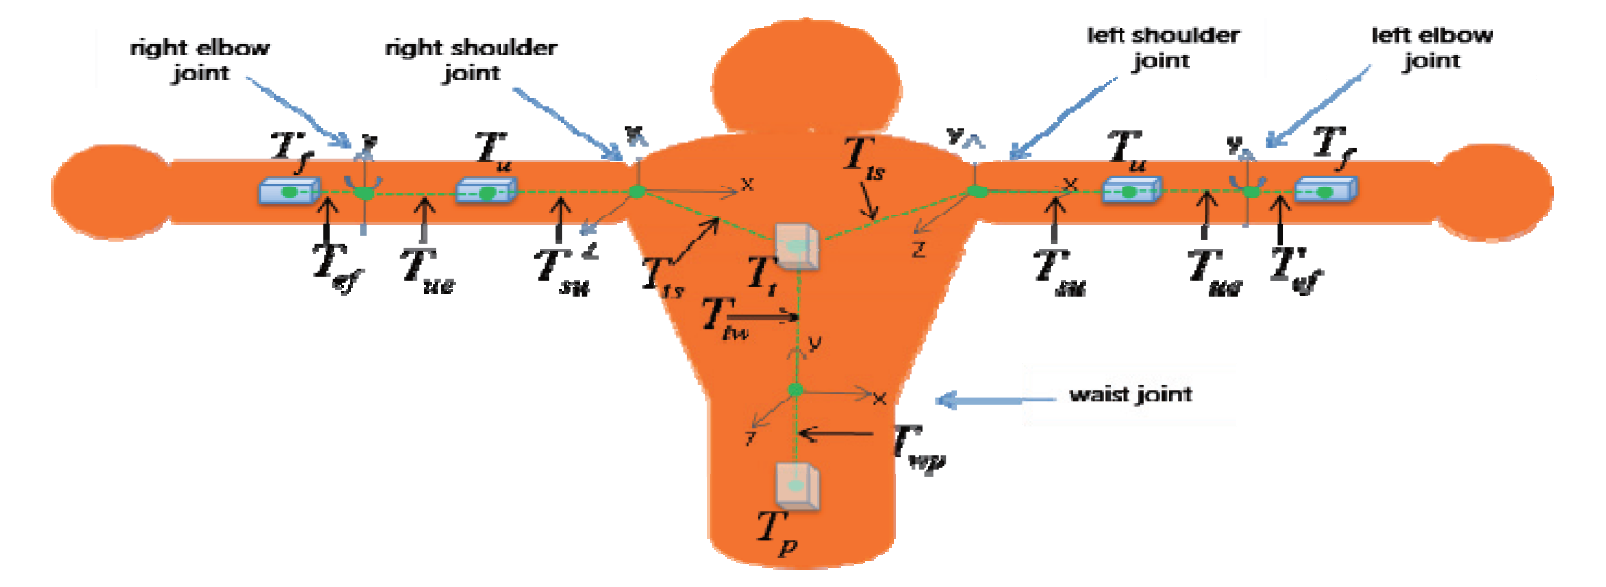 right elbow
joint
right shoulder
joint
left shoulder
joint
left elbow
joint
T_f
y
T_u
y
T_ts
y
T_u
y
T_f
x
x
z
z
T_ef
T_ue
T_su
T_ts
T_t
T_su
T_ue
T_ef
T_tw
y
x
waist joint
T_wp
T_p